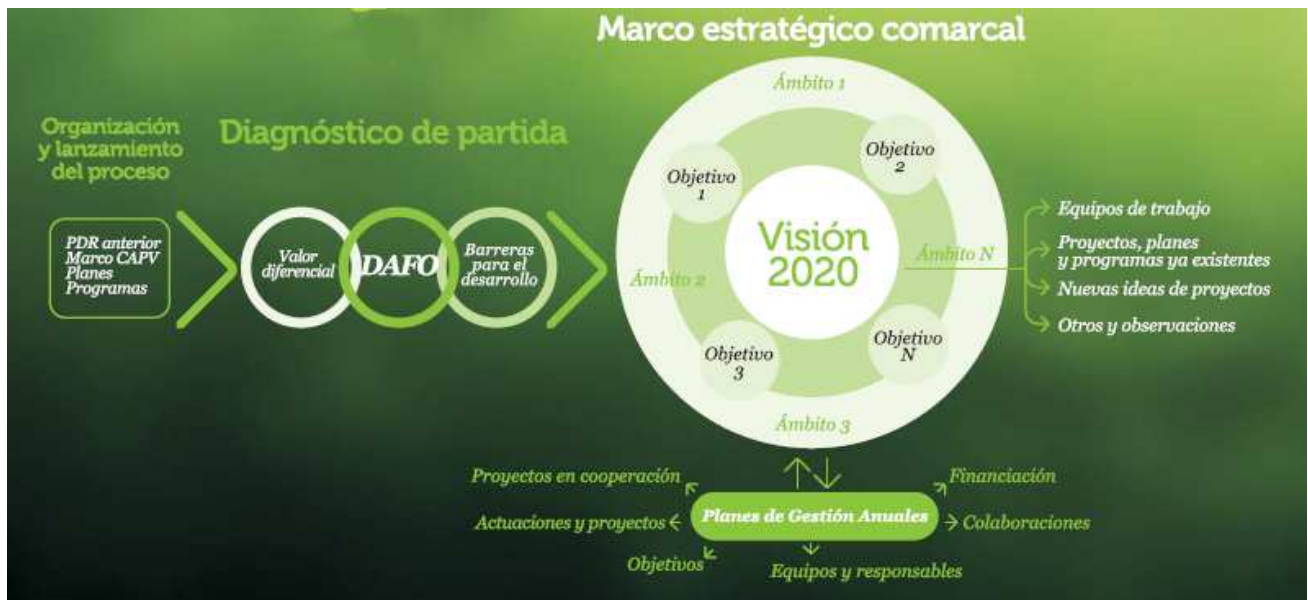 Marco estratégico comarcal
Organización
y lanzamiento
del proceso
Diagnóstico de partida
PDR anterior
Marco CAPV
Planes
Programas
Valor
diferencial
DAFO
Barreras
para el
desarrollo
Ámbito 1
Objetivo
1
Objetivo
2
Visión
2020
Ámbito 2
Ámbito N
Objetivo
3
Objetivo
N
Ámbito 3
Equipos de trabajo
Proyectos, planes
y programas ya existentes
Nuevas ideas de proyectos
Otros y observaciones
Proyectos en cooperación
Financiación
Actuaciones y proyectos
Planes de Gestión Anuales
Colaboraciones
Objetivos
Equipos y responsables